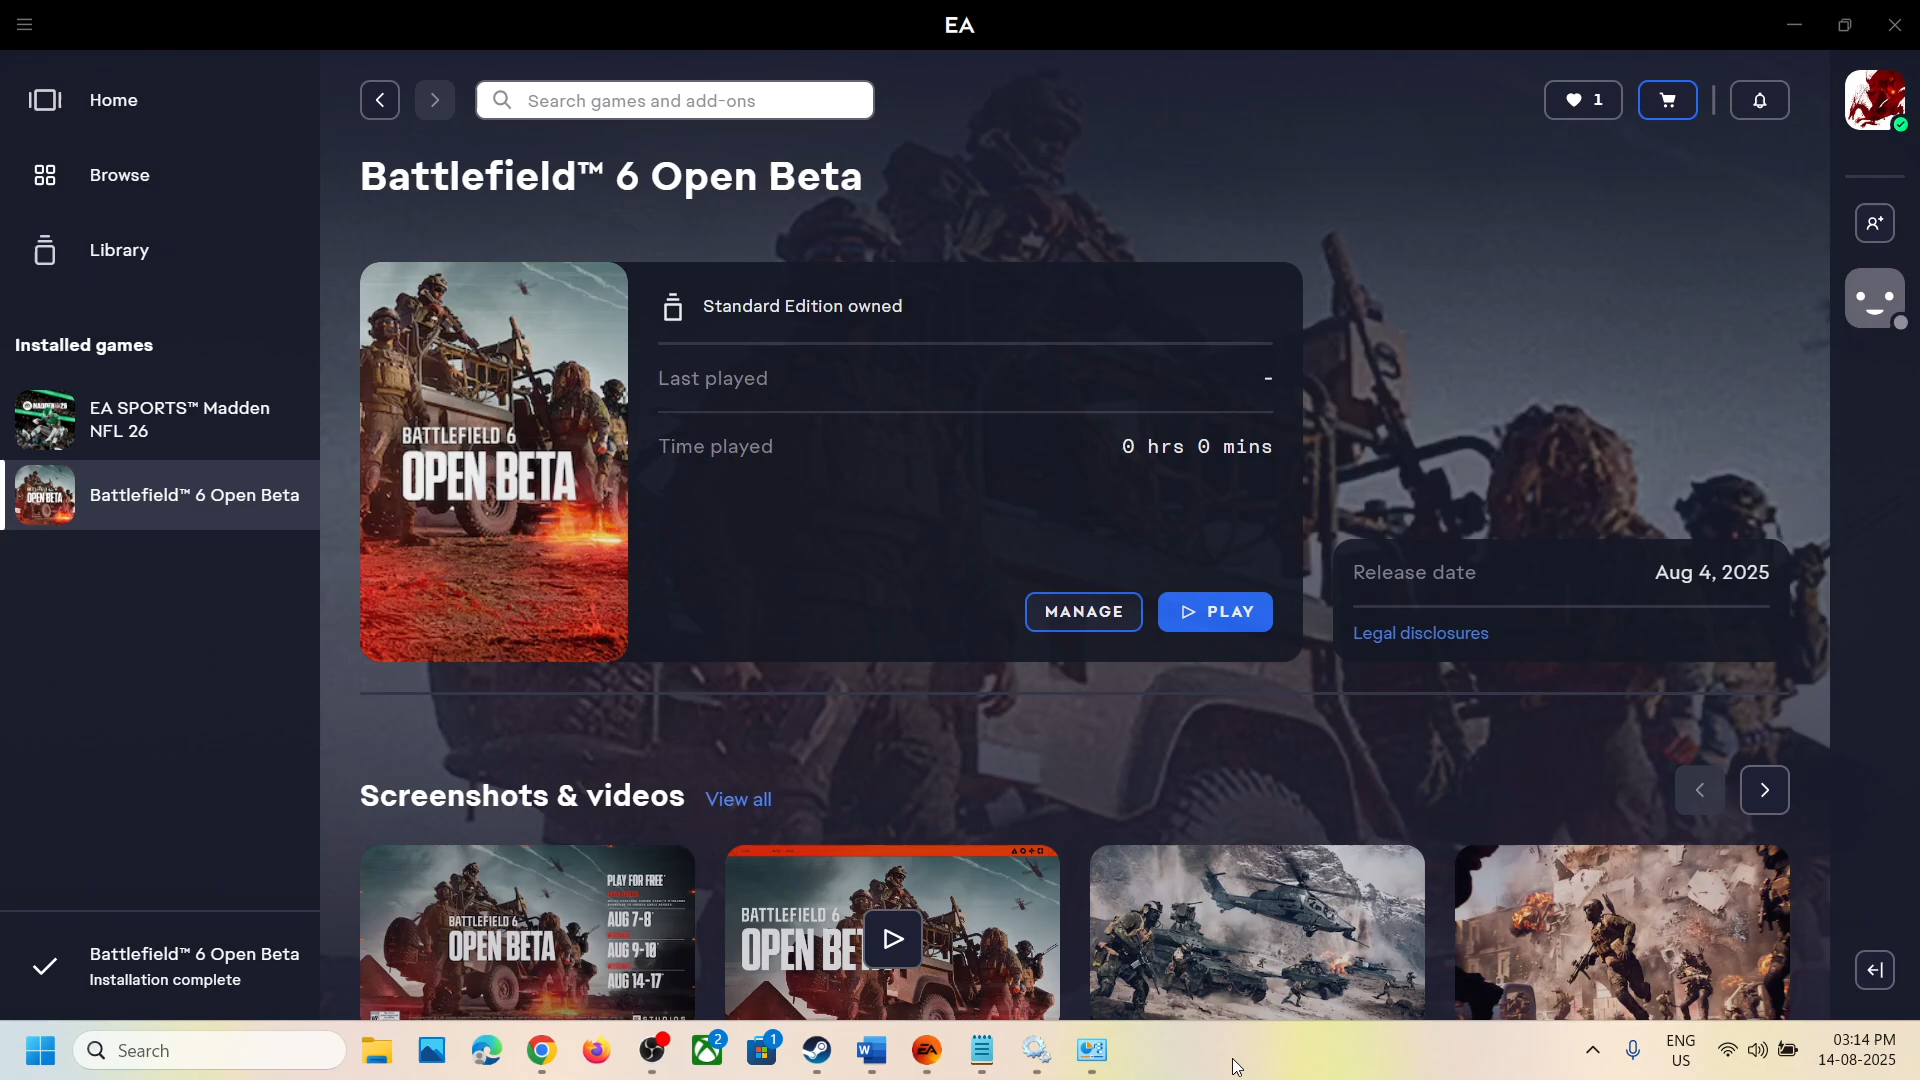 EA
Home
Browse
Library
Installed games
EA SPORTS™ Madden
NFL 26
Battlefield™ 6 Open Beta
Battlefield™ 6 Open Beta
Installation complete
Search games and add-ons
1
Battlefield™ 6 Open Beta
BATTLEFIELD 6
OPEN BETA
Standard Edition owned
Last played
-
Time played
0 hrs 0 mins
MANAGE
PLAY
Release date
Aug 4, 2025
Legal disclosures
Screenshots & videos
View all
BATTLEFIELD 6
OPEN BETA
PLAY FOR FREE*
AUG 7-8*
AUG 9-10*
AUG 14-17*
BATTLEFIELD 6
OPEN BET
Search
2
1
EA
ENG
US
03:14 PM
14-08-2025